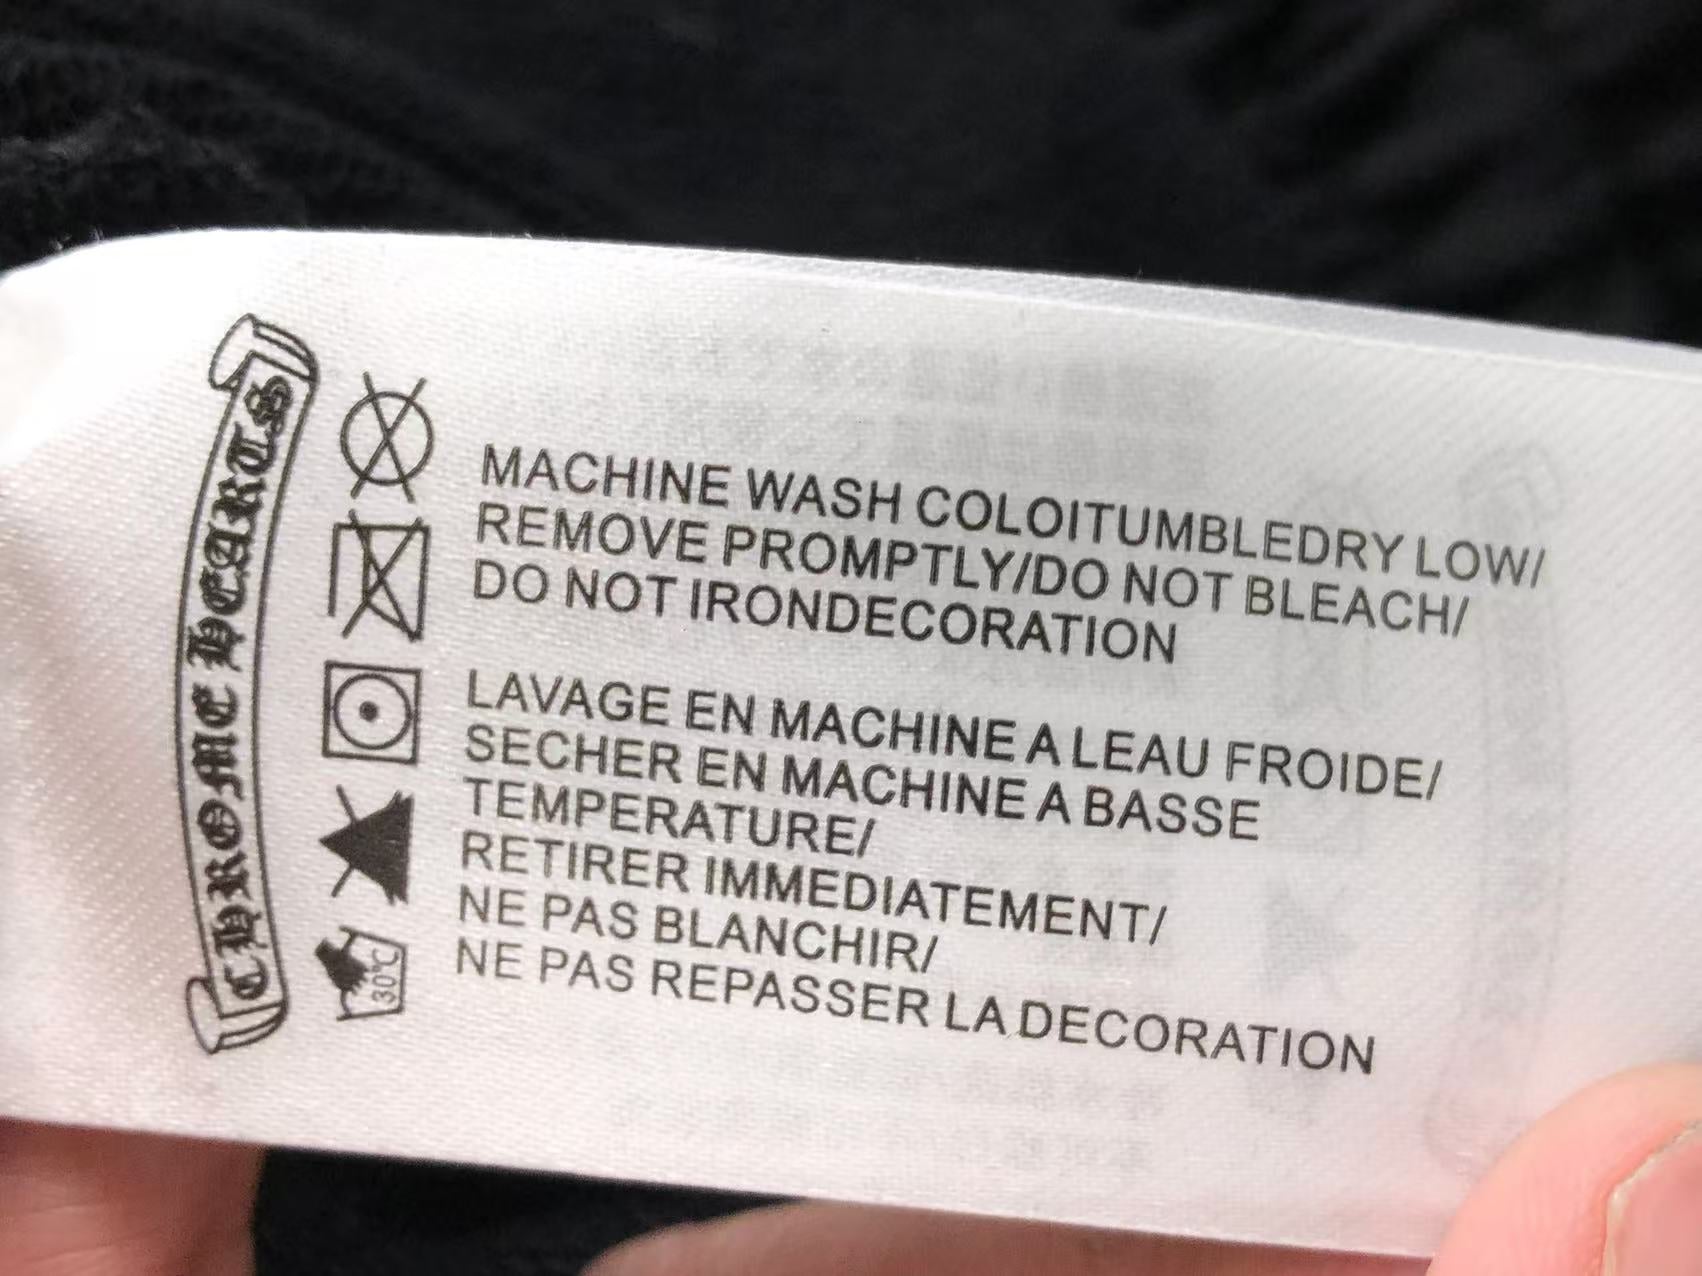 CHROME HEARTS
MACHINE WASH COLOITUMBLEDRY LOW/
REMOVE PROMPTLY/DO NOT BLEACH/
DO NOT IRONDECORATION
LAVAGE EN MACHINE A LEAU FROIDE/
SECHER EN MACHINE A BASSE
TEMPERATURE/
RETIRER IMMEDIATEMENT/
NE PAS BLANCHIR/
NE PAS REPASSER LA DECORATION
30°C